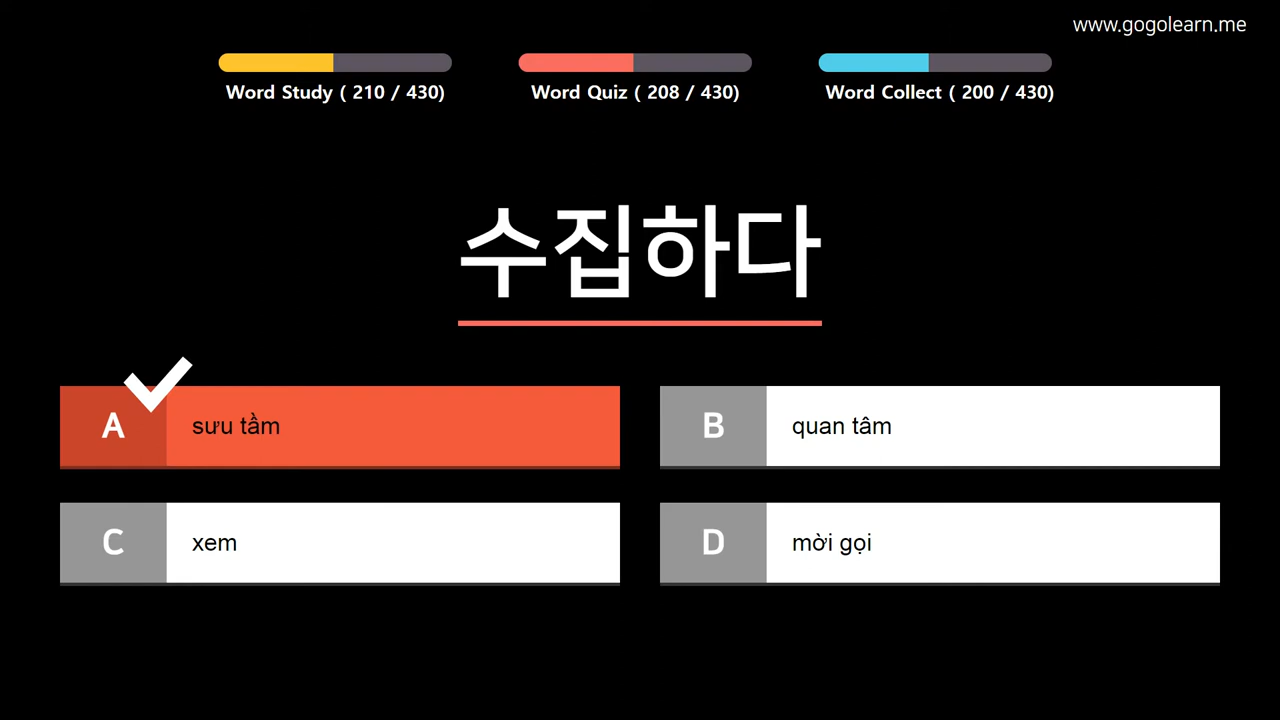 www.gogolearn.me
Word Study ( 210 / 430)
Word Quiz ( 208 / 430)
Word Collect ( 200 / 430)
수집하다
A sưu tầm
B quan tâm
C xem
D mời gọi